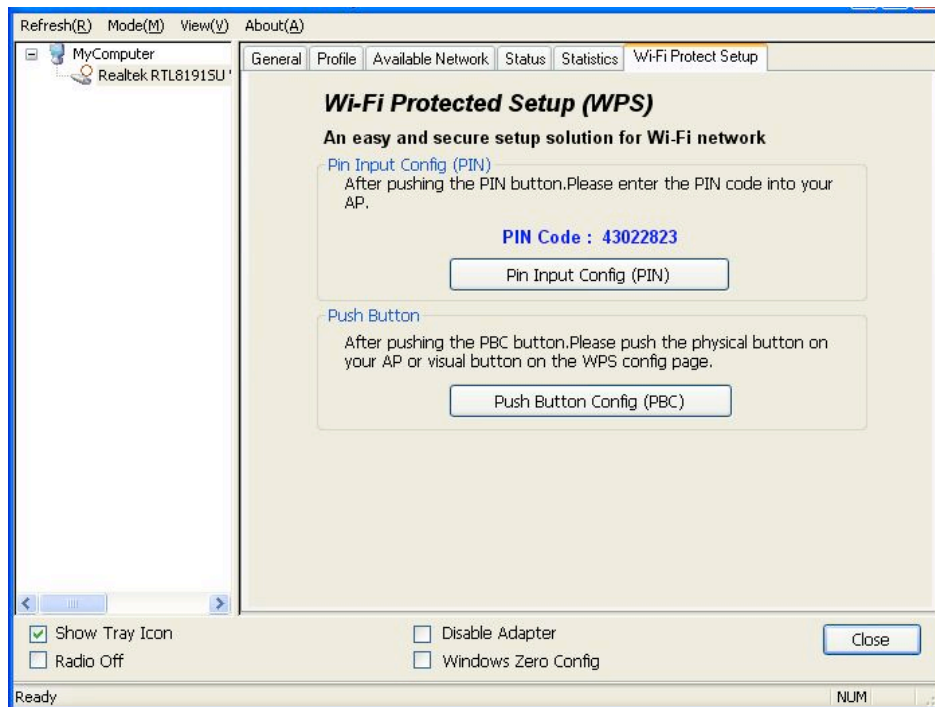 Refresh(R) Mode(M) View(V) About(A)
MyComputer
Realtek RTL8191SU
General Profile Available Network Status Statistics Wi-Fi Protect Setup
Wi-Fi Protected Setup (WPS)
An easy and secure setup solution for Wi-Fi network
Pin Input Config (PIN)
After pushing the PIN button.Please enter the PIN code into your
AP.
PIN Code : 43022823
Pin Input Config (PIN)
Push Button
After pushing the PBC button.Please push the physical button on
your AP or visual button on the WPS config page.
Push Button Config (PBC)
Show Tray Icon
Radio Off
Disable Adapter
Windows Zero Config
Close
Ready
NUM